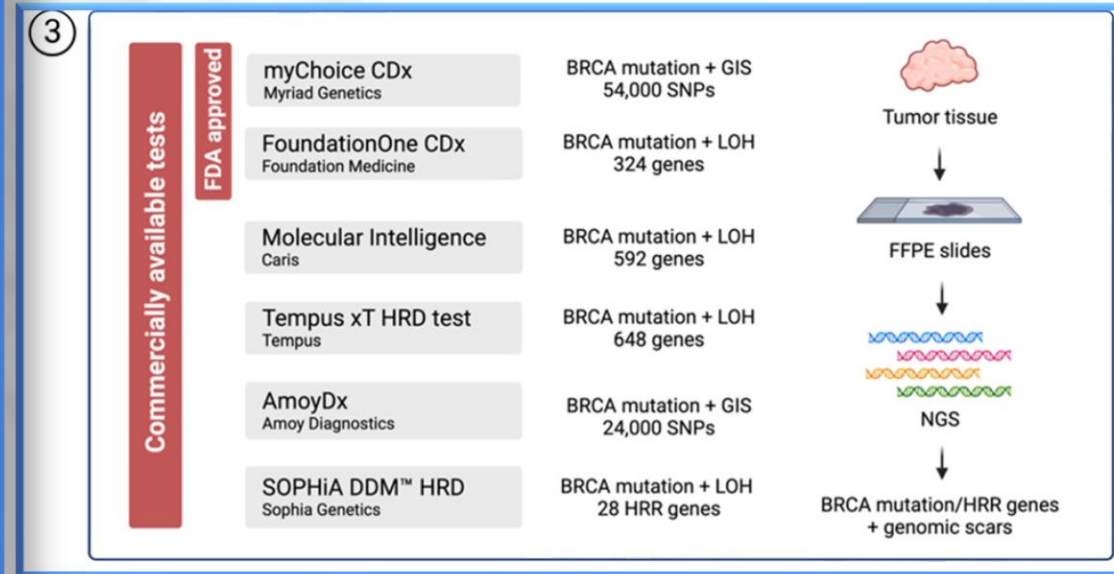 3
Commercially available tests
FDA approved
myChoice CDx
Myriad Genetics
BRCA mutation + GIS
54,000 SNPs
FoundationOne CDx
Foundation Medicine
BRCA mutation + LOH
324 genes
Molecular Intelligence
Caris
BRCA mutation + LOH
592 genes
Tempus xT HRD test
Tempus
BRCA mutation + LOH
648 genes
AmoyDx
Amoy Diagnostics
BRCA mutation + GIS
24,000 SNPs
SOPHiA DDM™ HRD
Sophia Genetics
BRCA mutation + LOH
28 HRR genes
Tumor tissue
FFPE slides
NGS
BRCA mutation/HRR genes
+ genomic scars